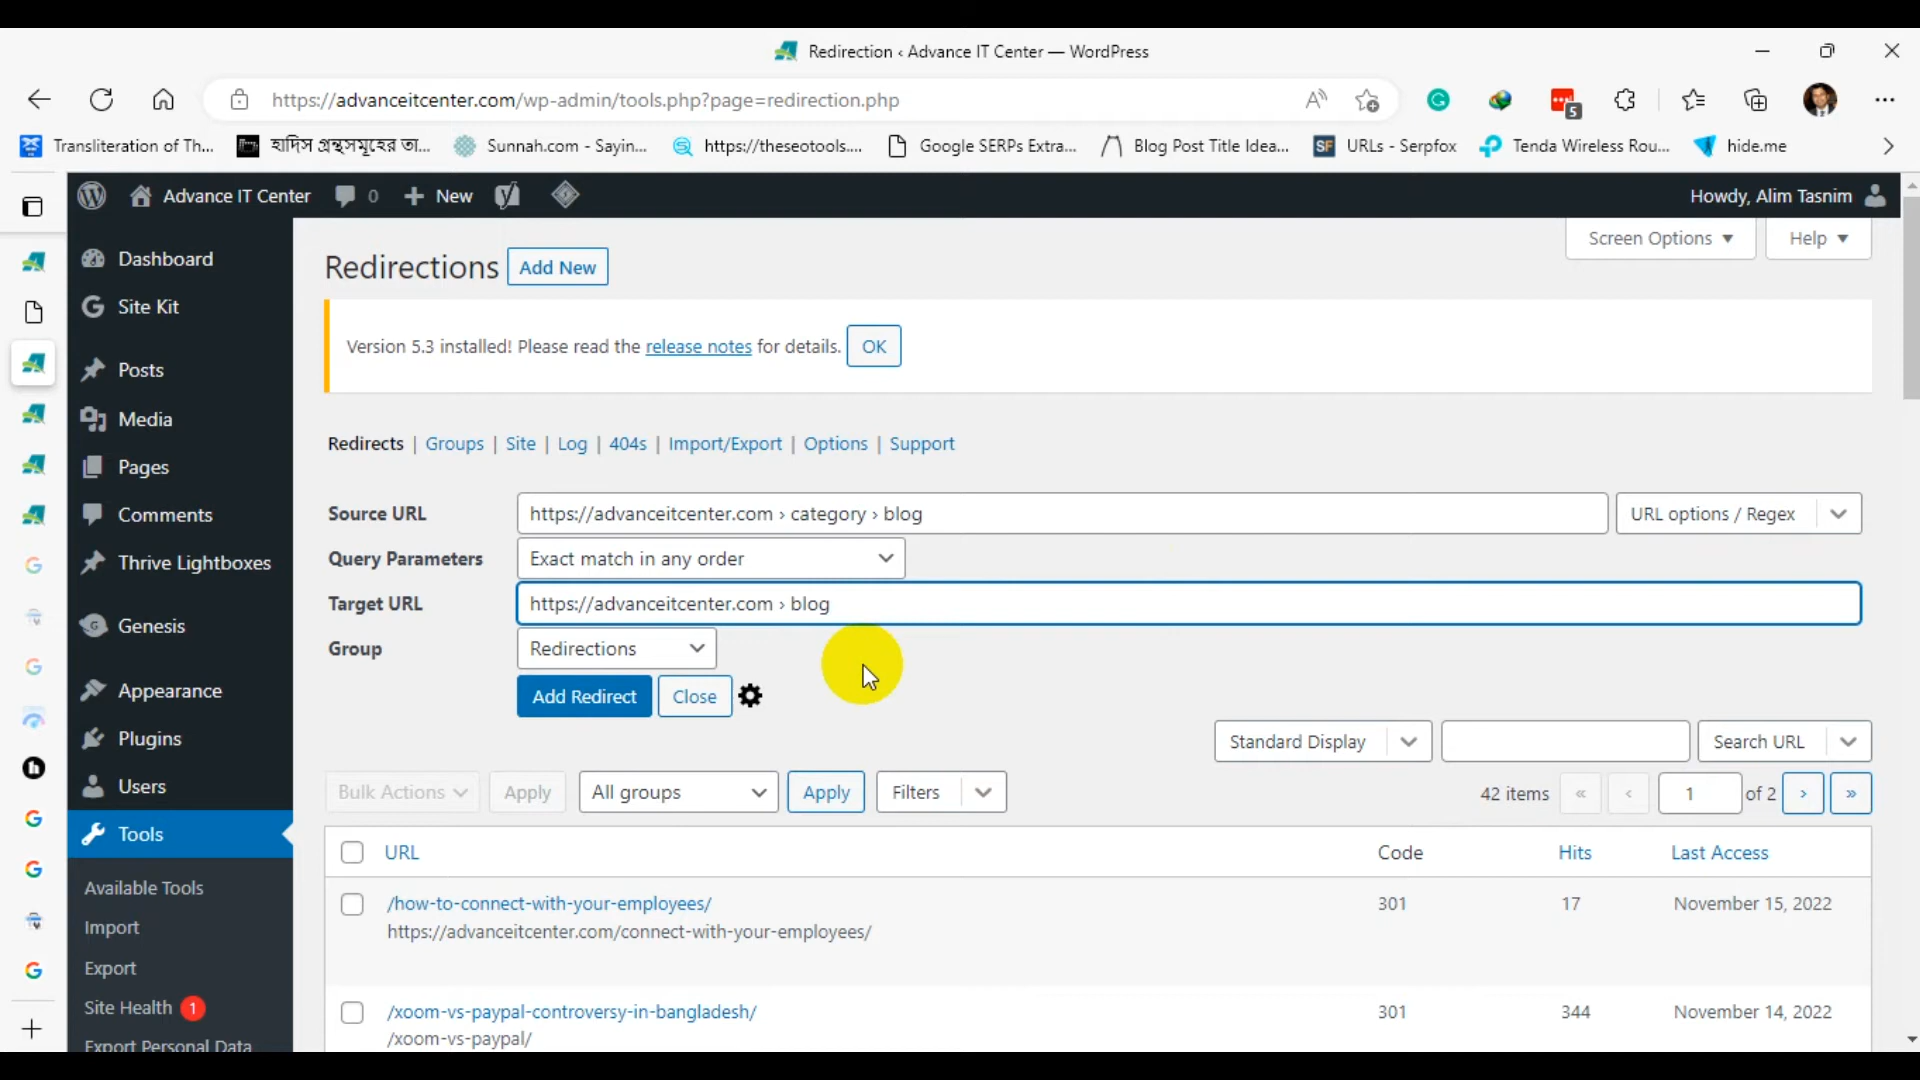 Redirection ‹ Advance IT Center — WordPress
https://advanceitcenter.com/wp-admin/tools.php?page=redirection.php
A
5
Transliteration of Th...
হাদিস গ্রন্থসমূহের তা...
Sunnah.com - Sayin...
https://theseotools....
Google SERPs Extra...
Blog Post Title Idea...
SF
URLs - Serpfox
Tenda Wireless Rou...
hide.me
Advance IT Center
0
New
Howdy, Alim Tasnim
Dashboard
Site Kit
Posts
Media
Pages
Comments
Thrive Lightboxes
Genesis
Appearance
Plugins
Users
Tools
Available Tools
Import
Export
Site Health 1
Export Personal Data
Screen Options
Help
Redirections
Add New
Version 5.3 installed! Please read the release notes for details.
OK
Redirects | Groups | Site | Log | 404s | Import/Export | Options | Support
Source URL
https://advanceitcenter.com › category › blog
URL options / Regex
Query Parameters
Exact match in any order
Target URL
https://advanceitcenter.com › blog
Group
Redirections
Add Redirect
Close
Standard Display
Search URL
Bulk Actions
Apply
All groups
Apply
Filters
42 items
«
‹
1
of 2
›
»
URL
Code
Hits
Last Access
/how-to-connect-with-your-employees/
301
17
November 15, 2022
https://advanceitcenter.com/connect-with-your-employees/
/xoom-vs-paypal-controversy-in-bangladesh/
301
344
November 14, 2022
/xoom-vs-paypal/